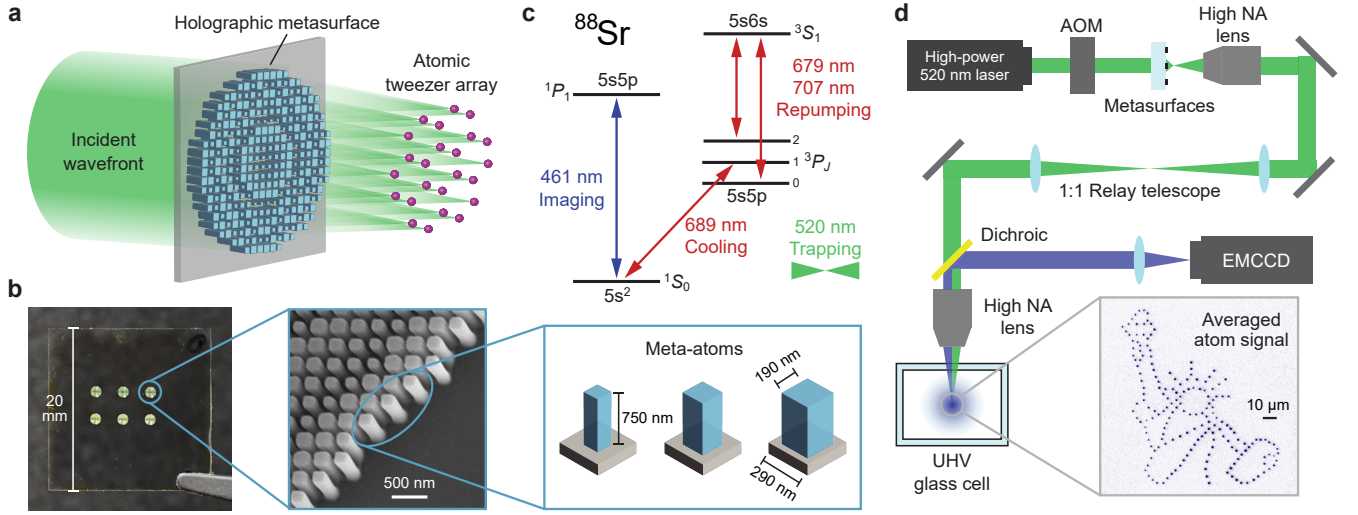 a
Holographic metasurface
Incident
wavefront
Atomic
tweezer array
b
20
mm
500 nm
Meta-atoms
750 nm
190 nm
290 nm
c
⁸⁸Sr
5s6s
³S₁
5s5p
¹P₁
679 nm
707 nm
Repumping
2
1
³P_J
0
5s5p
461 nm
Imaging
689 nm
Cooling
520 nm
Trapping
¹S₀
5s²
d
High-power
520 nm laser
AOM
Metasurfaces
High NA
lens
1:1 Relay telescope
Dichroic
EMCCD
High NA
lens
UHV
glass cell
Averaged
atom signal
10 µm